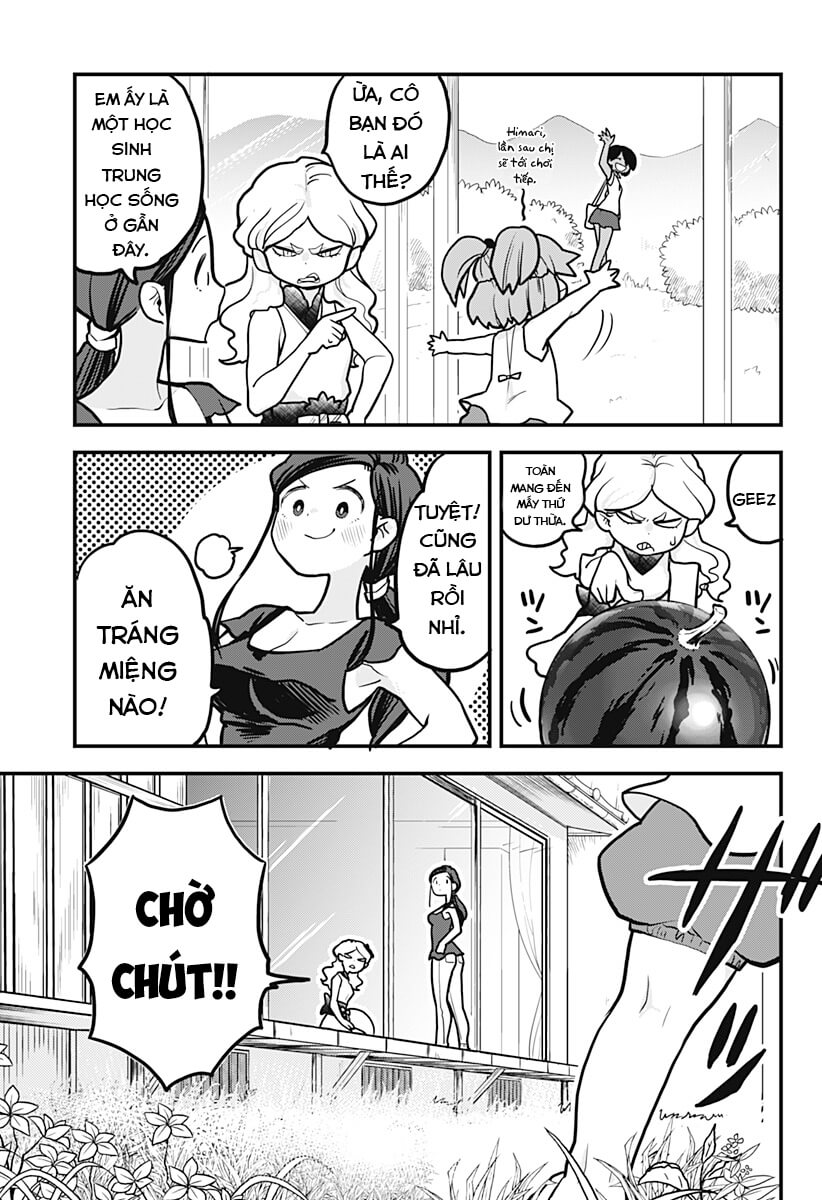 ỪA, CÔ
BẠN ĐÓ
LÀ AI
THẾ?
Himari,
lần sau chị
sẽ tới chơi
tiếp.
EM ẤY LÀ
MỘT HỌC
SINH
TRUNG
HỌC SỐNG
Ở GẦN
ĐÂY.
GEEZ
TOÀN
MANG ĐẾN
MẤY THỨ
DƯ THỪA.
TUYỆT!
CŨNG
ĐÃ LÂU
RỒI
NHỈ.
ĂN
TRÁNG
MIỆNG
NÀO!
CHỜ
CHÚT!!